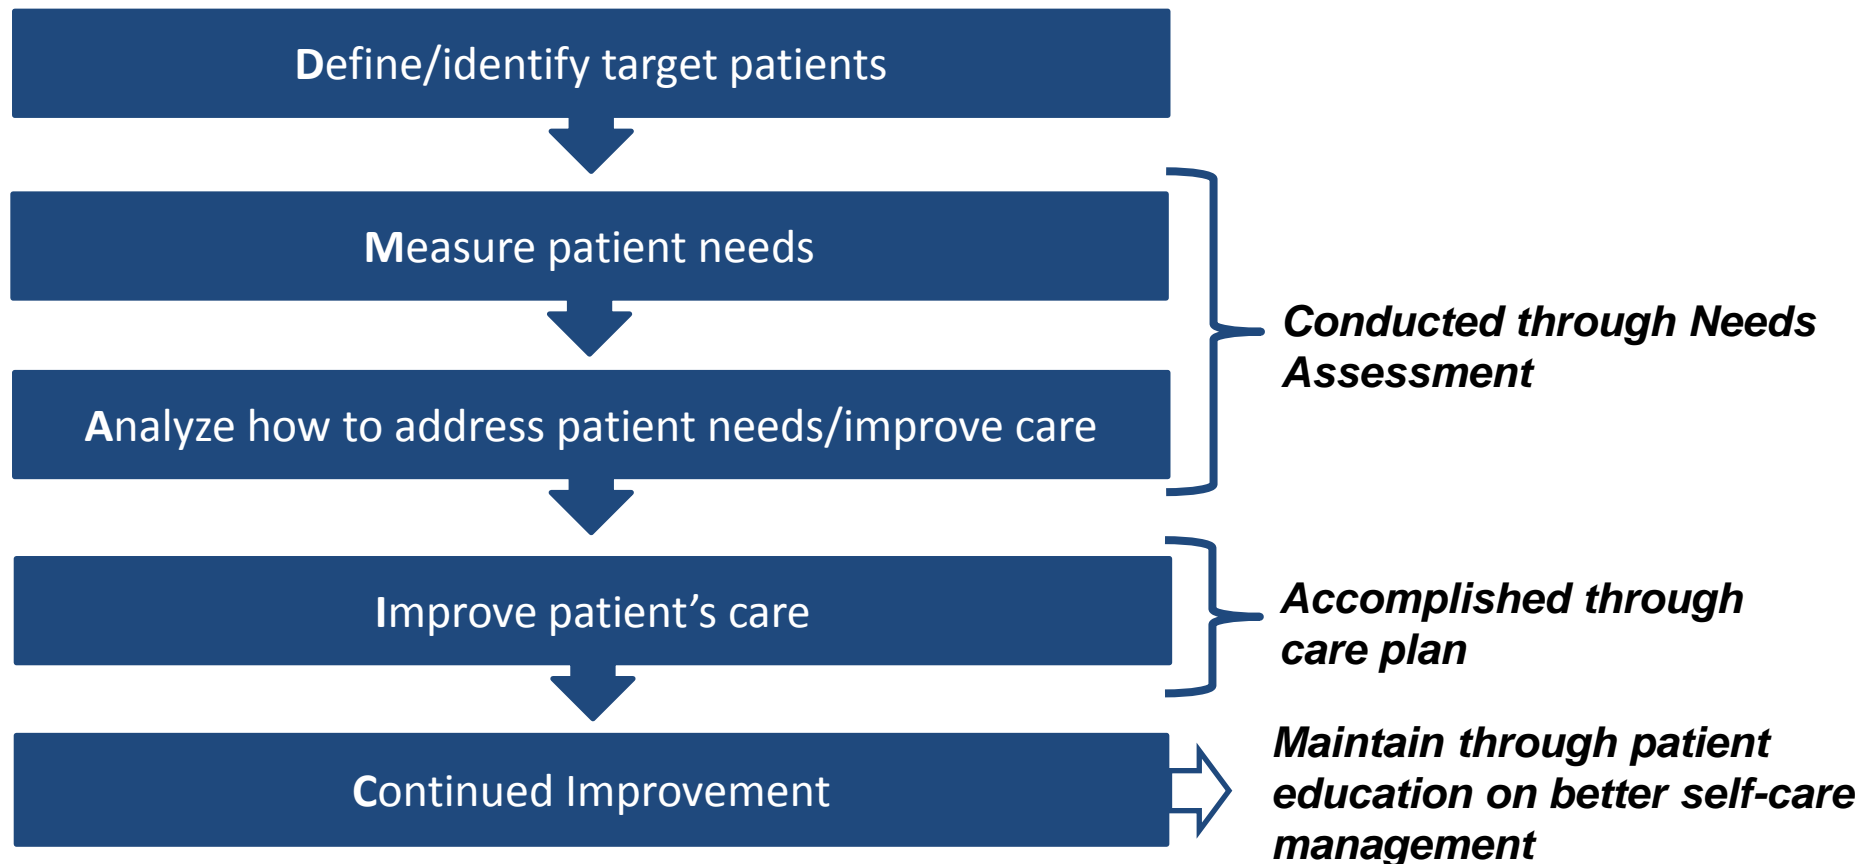 Define/identify target patients
Measure patient needs
Conducted through Needs
Assessment
Analyze how to address patient needs/improve care
Improve patient’s care
Accomplished through
care plan
Continued Improvement
Maintain through patient
education on better self-care
management